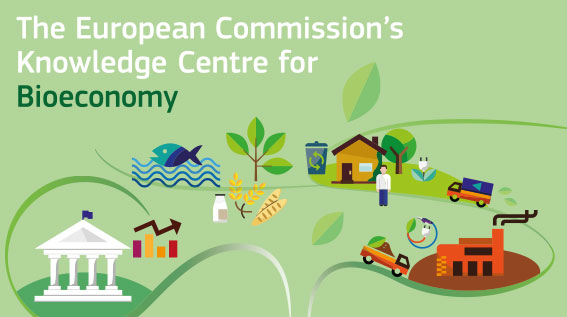 The European Commission's
Knowledge Centre for
Bioeconomy